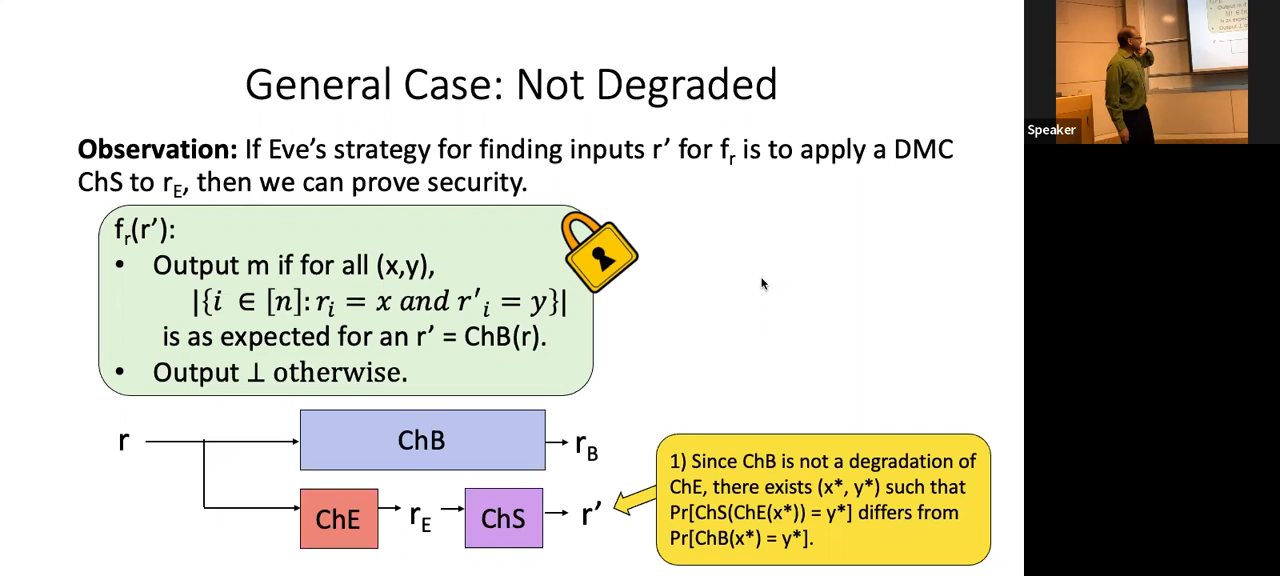 General Case: Not Degraded
Observation: If Eve's strategy for finding inputs r' for fᵣ is to apply a DMC
ChS to r_E, then we can prove security.
fᵣ(r'):
• Output m if for all (x,y),
|{i ∈ [n]: rᵢ = x and r'ᵢ = y}|
is as expected for an r' = ChB(r).
• Output ⊥ otherwise.
r
ChB
r_B
ChE
r_E
ChS
r'
1) Since ChB is not a degradation of
ChE, there exists (x*, y*) such that
Pr[ChS(ChE(x*)) = y*] differs from
Pr[ChB(x*) = y*].
Speaker